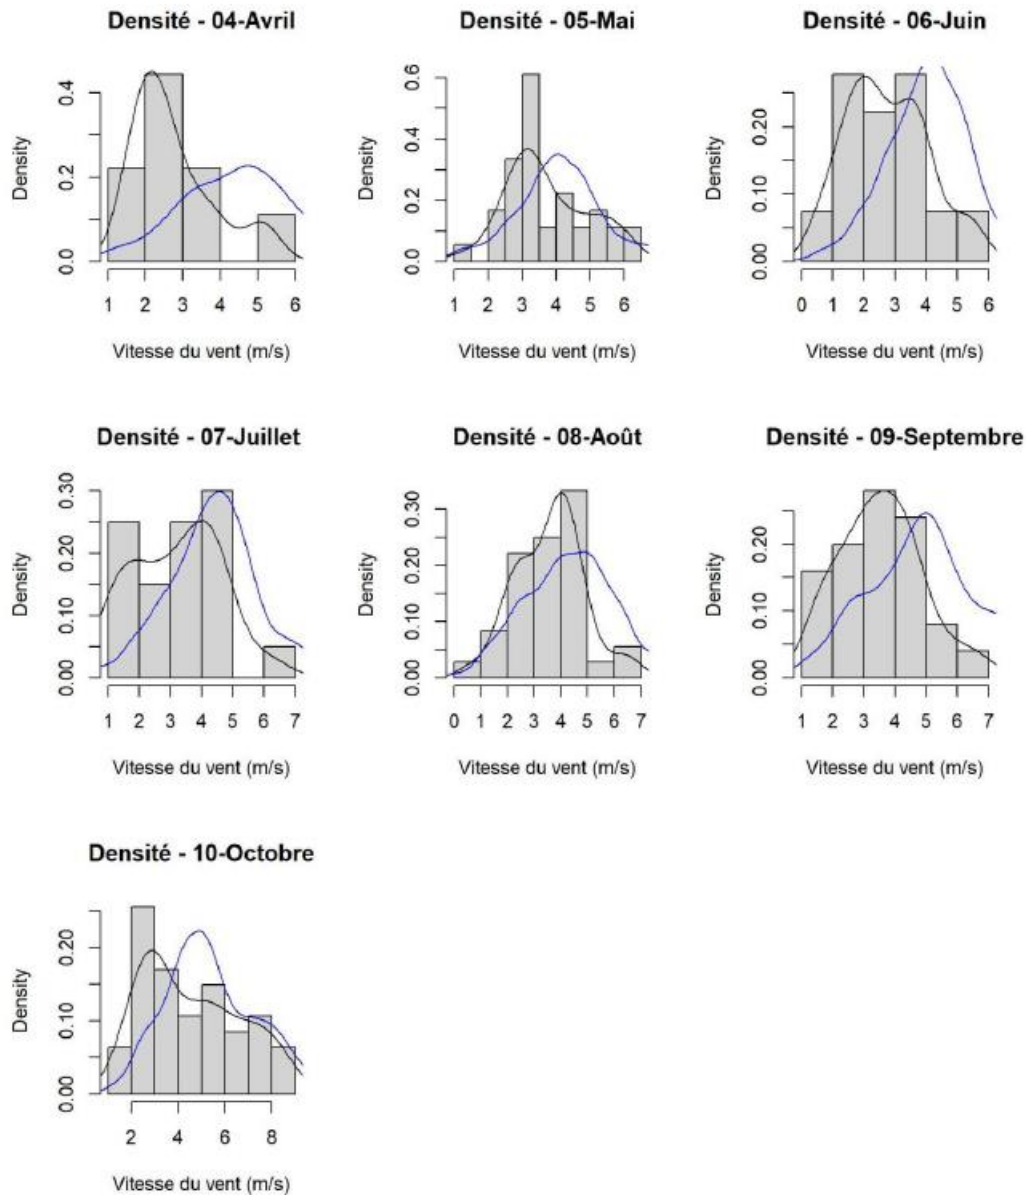 Densité - 04-Avril
Density
0.0 0.2 0.4
1 2 3 4 5 6
Vitesse du vent (m/s)
Densité - 05-Mai
Density
0.0 0.2 0.4 0.6
1 2 3 4 5 6
Vitesse du vent (m/s)
Densité - 06-Juin
Density
0.00 0.10 0.20
0 1 2 3 4 5 6
Vitesse du vent (m/s)
Densité - 07-Juillet
Density
0.00 0.10 0.20 0.30
1 2 3 4 5 6 7
Vitesse du vent (m/s)
Densité - 08-Août
Density
0.00 0.10 0.20 0.30
0 1 2 3 4 5 6 7
Vitesse du vent (m/s)
Densité - 09-Septembre
Density
0.00 0.10 0.20
1 2 3 4 5 6 7
Vitesse du vent (m/s)
Densité - 10-Octobre
Density
0.00 0.10 0.20
2 4 6 8
Vitesse du vent (m/s)